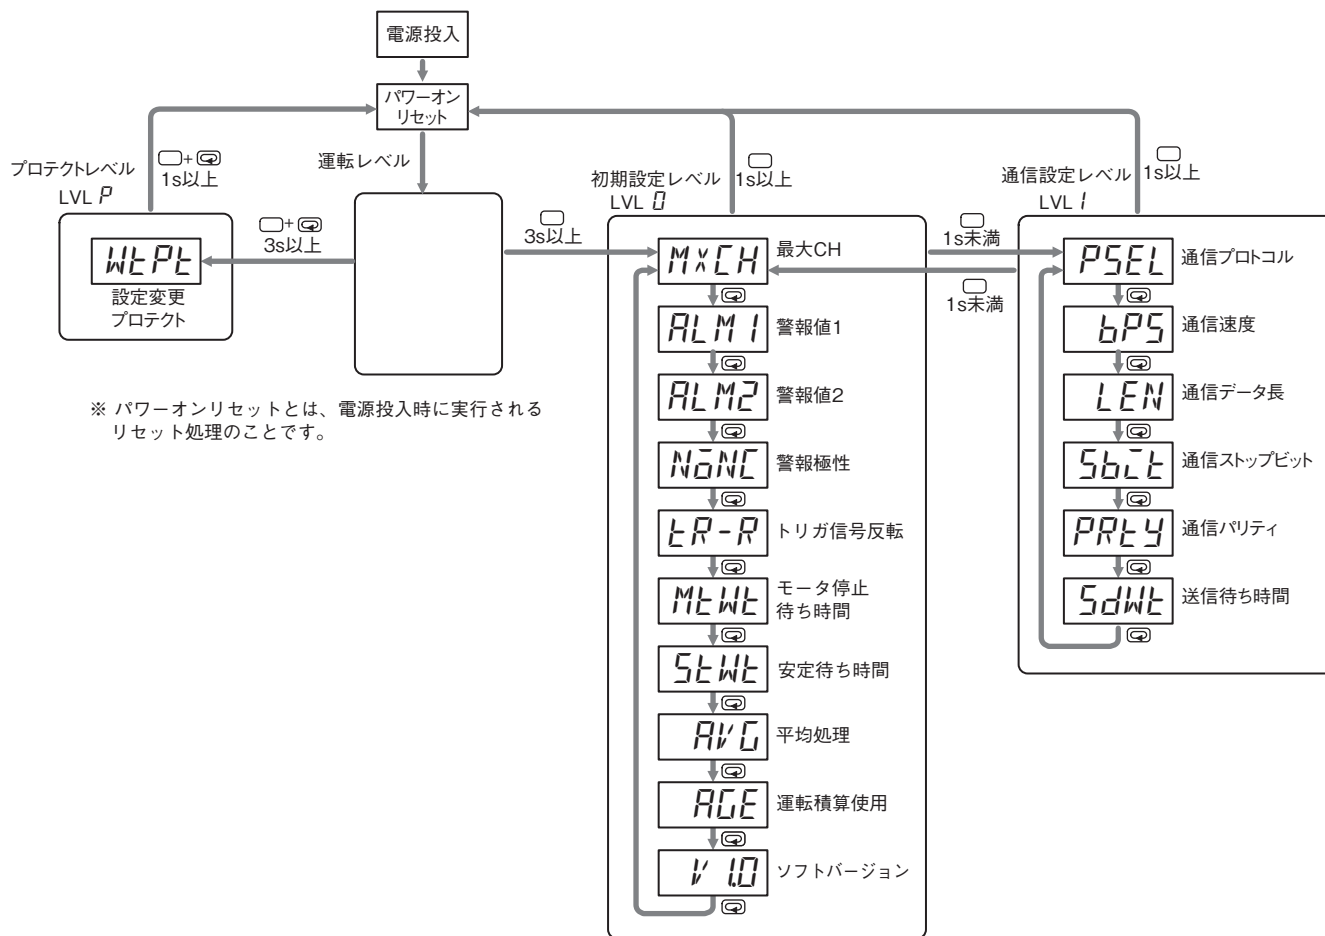 電源投入
パワーオン
リセット
プロテクトレベル
LVL P
+
1s以上
運転レベル
初期設定レベル
LVL 0
1s以上
通信設定レベル
LVL 1
1s以上
WtPt
設定変更
プロテクト
+
3s以上
3s以上
MXCH
最大CH
1s未満
1s未満
PSEL
通信プロトコル
ALM1
警報値1
bPS
通信速度
ALM2
警報値2
LEN
通信データ長
NoNC
警報極性
Sbit
通信ストップビット
tR-R
トリガ信号反転
PRtY
通信パリティ
MtWt
モータ停止
待ち時間
SdWt
送信待ち時間
StWt
安定待ち時間
AVG
平均処理
AGE
運転積算使用
V 1.0
ソフトバージョン
※ パワーオンリセットとは、電源投入時に実行される
リセット処理のことです。